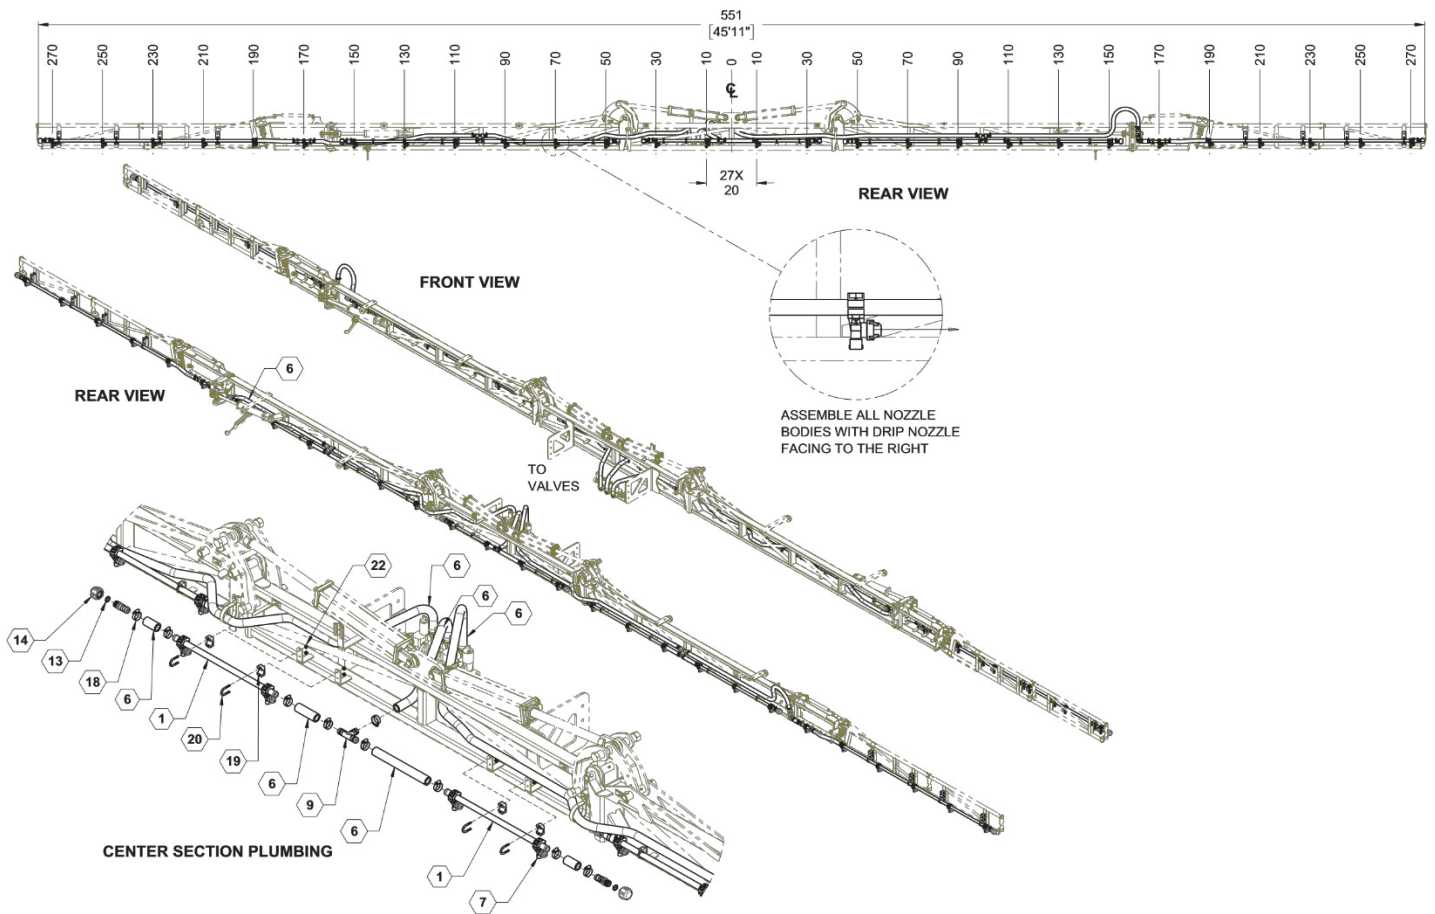 551
[45'11"]
270 250 230 210 190 170 150 130 110 90 70 50 30 10 0 10 30 50 70 90 110 130 150 170 190 210 230 250 270
℄
27X
20
REAR VIEW
FRONT VIEW
6
REAR VIEW
ASSEMBLE ALL NOZZLE
BODIES WITH DRIP NOZZLE
FACING TO THE RIGHT
TO
VALVES
22
6
6
6
14
13
18
6
1
20
19
6
9
6
1
7
CENTER SECTION PLUMBING